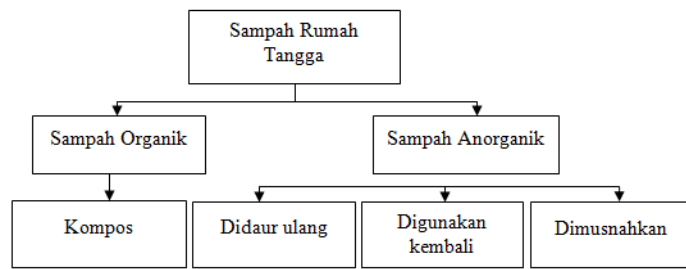 Sampah Rumah
Tangga
Sampah Organik
Sampah Anorganik
Kompos
Didaur ulang
Digunakan
kembali
Dimusnahkan